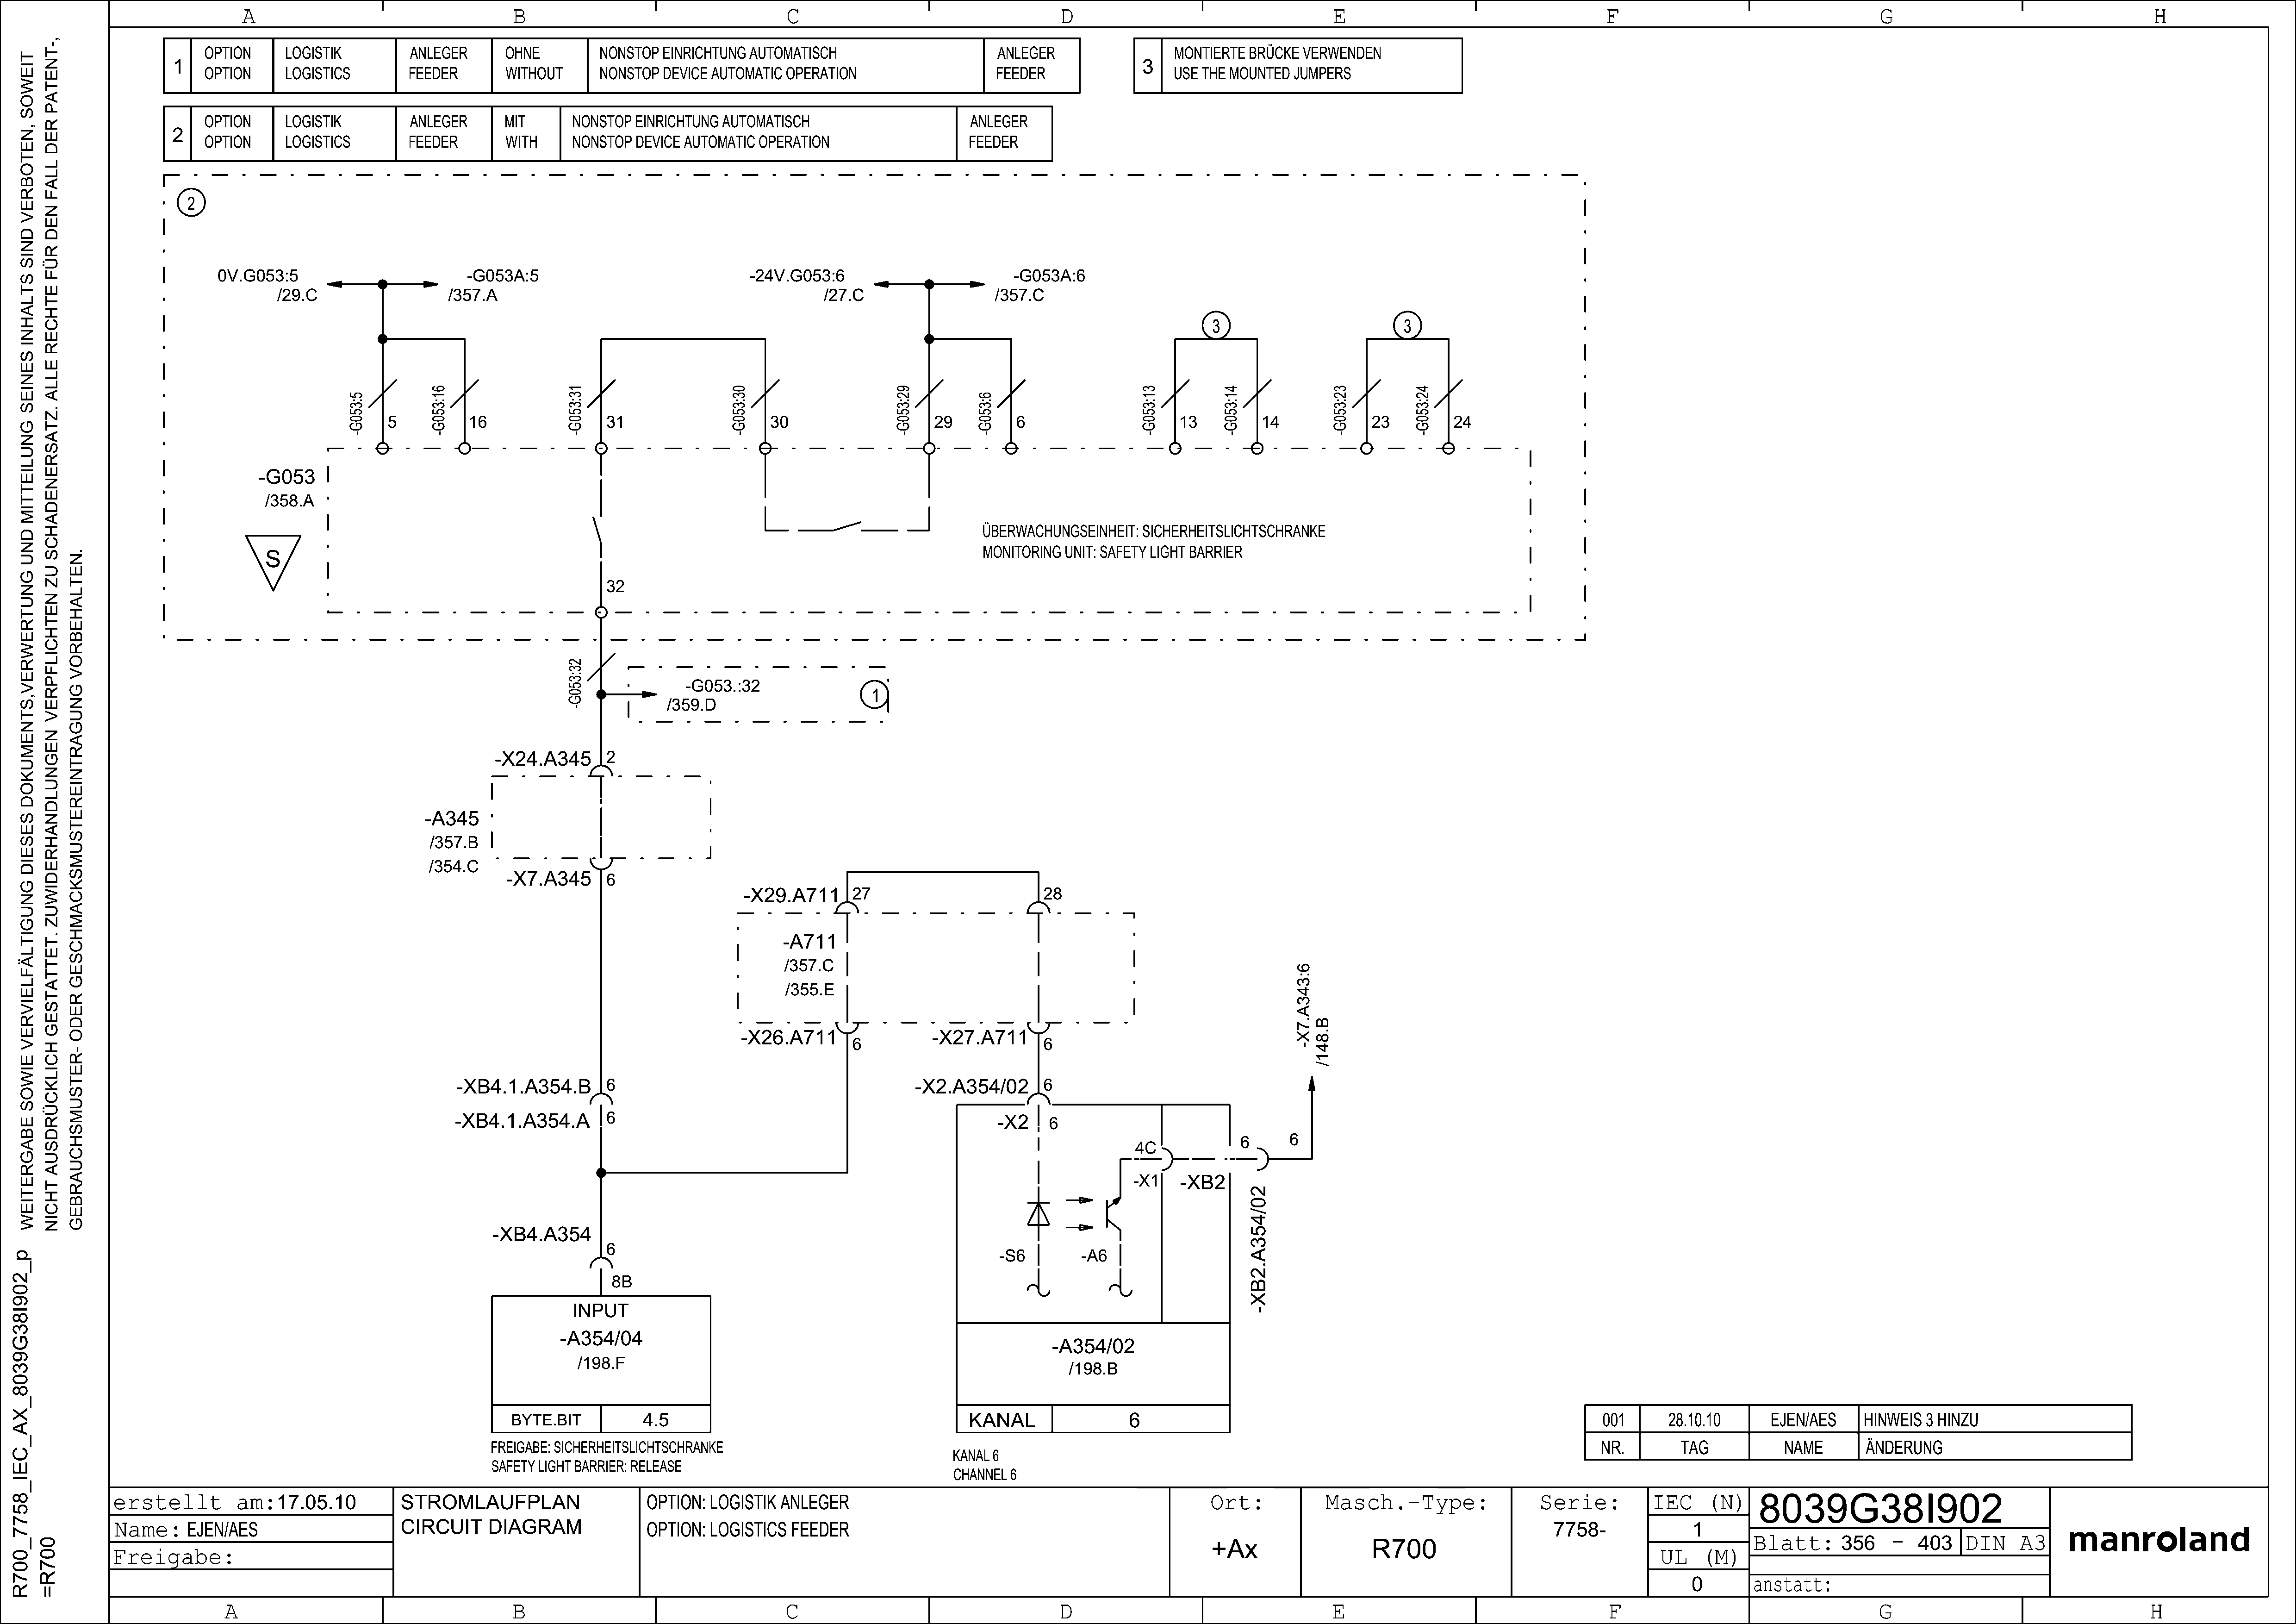 A B C D E F G H
1
OPTION LOGISTIK ANLEGER OHNE NONSTOP EINRICHTUNG AUTOMATISCH ANLEGER
OPTION LOGISTICS FEEDER WITHOUT NONSTOP DEVICE AUTOMATIC OPERATION FEEDER
3
MONTIERTE BRÜCKE VERWENDEN
USE THE MOUNTED JUMPERS
2
OPTION LOGISTIK ANLEGER MIT NONSTOP EINRICHTUNG AUTOMATISCH ANLEGER
OPTION LOGISTICS FEEDER WITH NONSTOP DEVICE AUTOMATIC OPERATION FEEDER
2
0V.G053:5 -G053A:5 -24V.G053:6 -G053A:6
/29.C /357.A /27.C /357.C
3 3
-G053:5 5
-G053:16 16
-G053:31 31
-G053:30 30
-G053:29 29
-G053:6 6
-G053:13 13
-G053:14 14
-G053:23 23
-G053:24 24
-G053
/358.A
S
ÜBERWACHUNGSEINHEIT: SICHERHEITSLICHTSCHRANKE
MONITORING UNIT: SAFETY LIGHT BARRIER
32
-G053:32
-G053.:32
/359.D
1
-X24.A345 2
-A345
/357.B
/354.C
-X7.A345 6
-X29.A711 27 28
-A711
/357.C
/355.E
-X26.A711 6 -X27.A711 6
-X7.A343:6
/148.B
-XB4.1.A354.B 6
-XB4.1.A354.A 6
-X2.A354/02 6
-X2 6
4C 6 6
-X1 -XB2
-XB2.A354/02
-S6 -A6
-XB4.A354
6
8B
INPUT
-A354/04
/198.F
BYTE.BIT 4.5
FREIGABE: SICHERHEITSLICHTSCHRANKE
SAFETY LIGHT BARRIER: RELEASE
-A354/02
/198.B
KANAL 6
KANAL 6
CHANNEL 6
001 28.10.10 EJEN/AES HINWEIS 3 HINZU
NR. TAG NAME ÄNDERUNG
erstellt am:17.05.10
Name: EJEN/AES
Freigabe:
STROMLAUFPLAN
CIRCUIT DIAGRAM
OPTION: LOGISTIK ANLEGER
OPTION: LOGISTICS FEEDER
Ort:
+Ax
Masch.-Type:
R700
Serie:
7758-
IEC (N)
1
UL (M)
0
8039G38I902
Blatt: 356 - 403 DIN A3
anstatt:
manroland
A B C D E F G H
WEITERGABE SOWIE VERVIELFÄLTIGUNG DIESES DOKUMENTS,VERWERTUNG UND MITTEILUNG SEINES INHALTS SIND VERBOTEN, SOWEIT
NICHT AUSDRÜCKLICH GESTATTET. ZUWIDERHANDLUNGEN VERPFLICHTEN ZU SCHADENERSATZ. ALLE RECHTE FÜR DEN FALL DER PATENT-,
GEBRAUCHSMUSTER- ODER GESCHMACKSMUSTEREINTRAGUNG VORBEHALTEN.
R700_7758_IEC_AX_8039G38I902_p
=R700